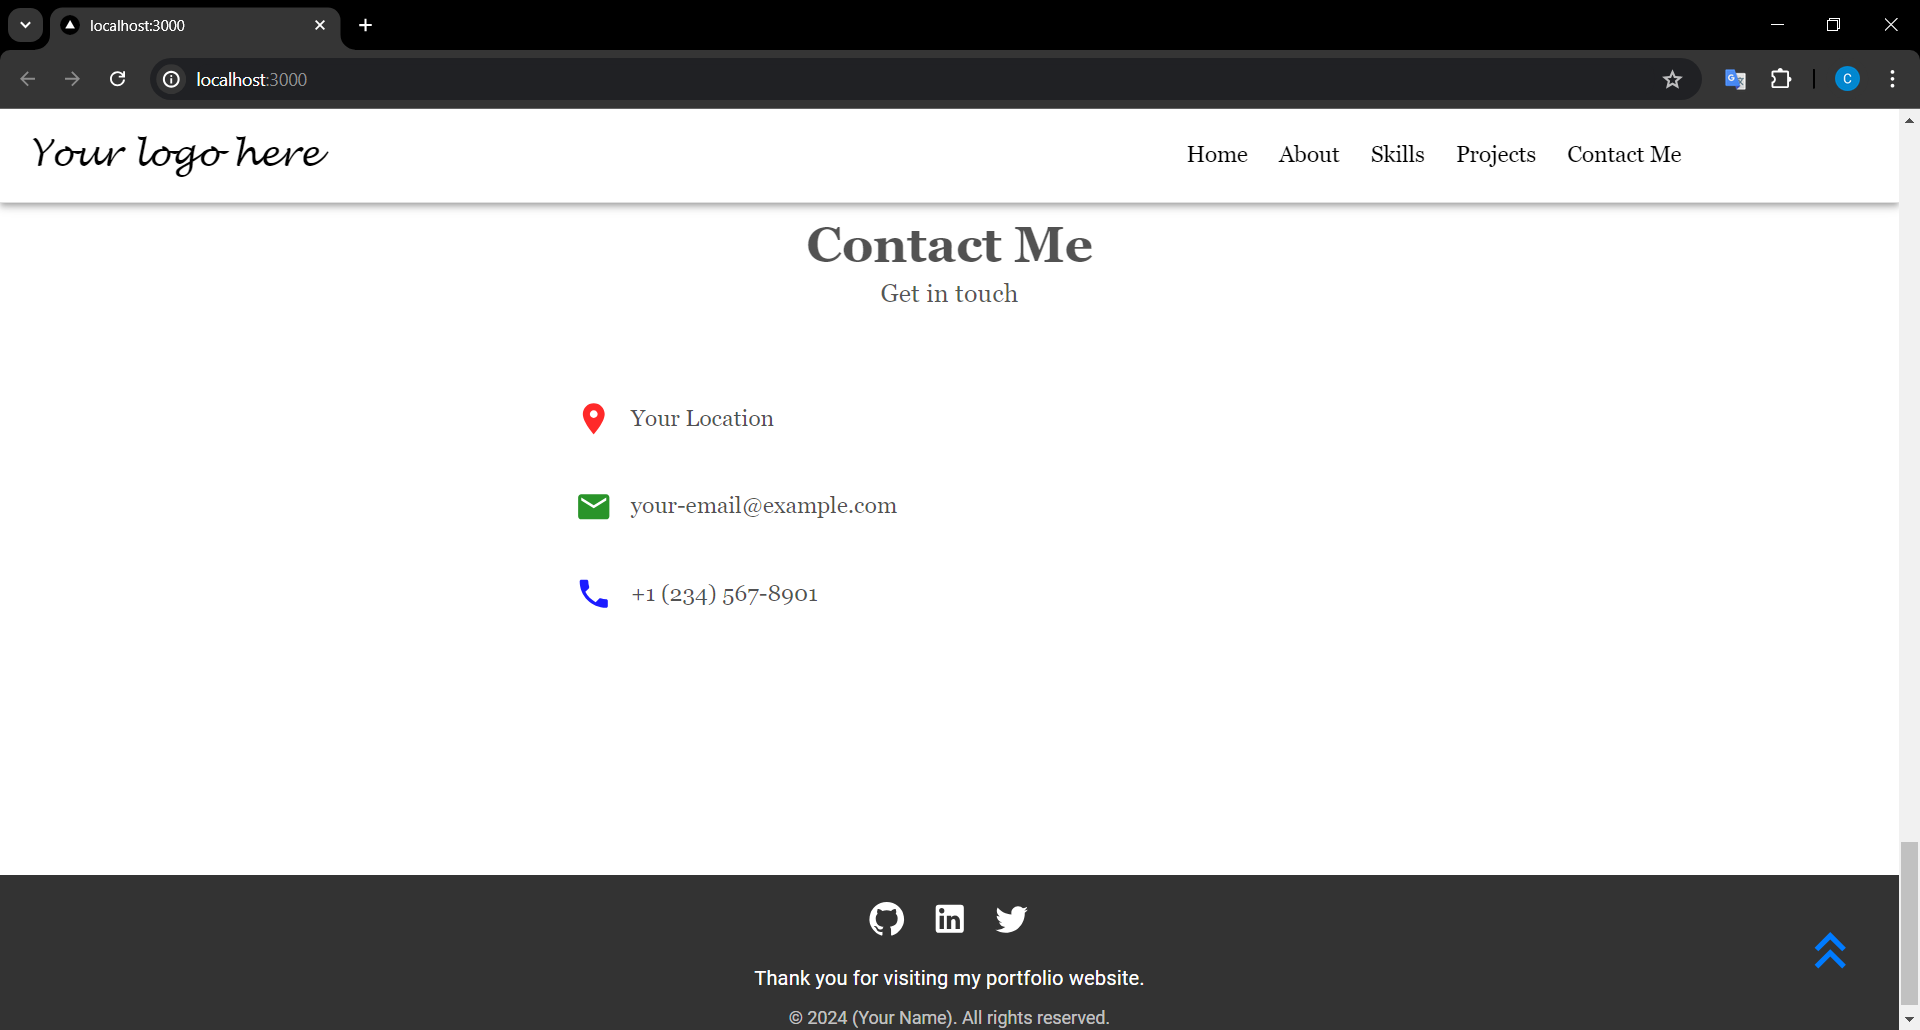 localhost:3000
localhost:3000
C
Your logo here
Home About Skills Projects Contact Me
Contact Me
Get in touch
Your Location
your-email@example.com
+1 (234) 567-8901
in
Thank you for visiting my portfolio website.
© 2024 (Your Name). All rights reserved.